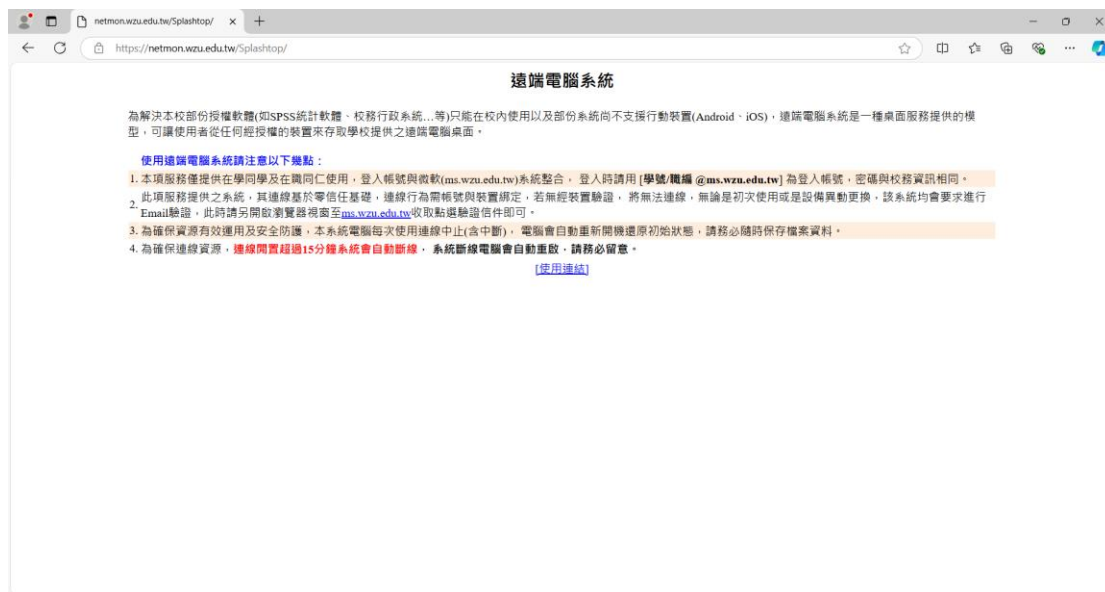 netmon.wzu.edu.tw/Splashtop/
https://netmon.wzu.edu.tw/Splashtop/
遠端電腦系統
為解決本校部份授權軟體(如SPSS統計軟體、校務行政系統...等)只能在校內使用以及部份系統尚不支援行動裝置(Android、iOS)，遠端電腦系統是一種桌面服務提供的模
型，可讓使用者從任何經授權的裝置來存取學校提供之遠端電腦桌面。
使用遠端電腦系統請注意以下幾點：
1. 本項服務僅提供在學同學及在職同仁使用，登入帳號與微軟(ms.wzu.edu.tw)系統整合， 登入時請用 [學號/職編 @ms.wzu.edu.tw] 為登入帳號，密碼與校務資訊相同。
2. 此項服務提供之系統，其連線基於零信任基礎，連線行為需帳號與裝置綁定，若無經裝置驗證， 將無法連線，無論是初次使用或是設備異動更換，該系統均會要求進行
Email驗證，此時請另開啟瀏覽器視窗至ms.wzu.edu.tw收取點選驗證信件即可。
3. 為確保資源有效運用及安全防護，本系統電腦每次使用連線中止(含中斷)， 電腦會自動重新開機還原初始狀態，請務必隨時保存檔案資料。
4. 為確保連線資源，連線閒置超過15分鐘系統會自動斷線， 系統斷線電腦會自動重啟，請務必留意。
[使用連結]